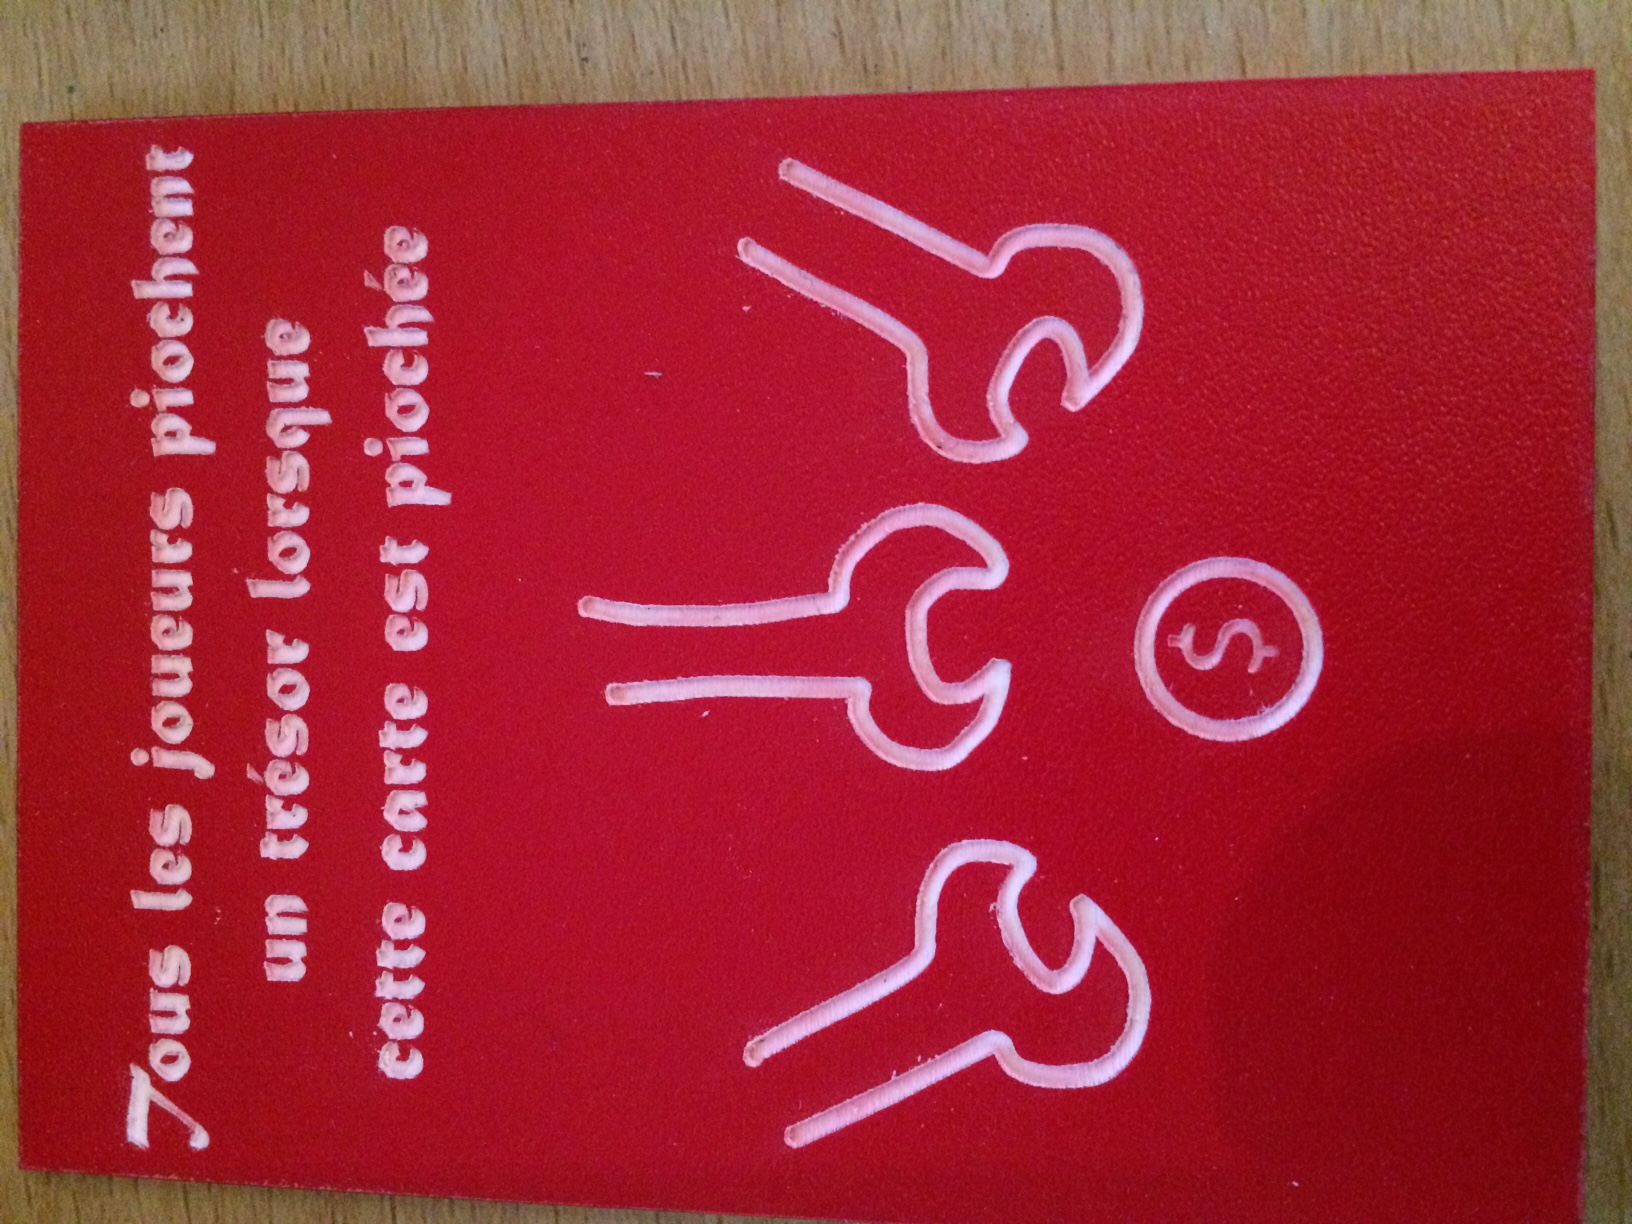 Tous les joueurs piochent
un trésor lorsque
cette carte est piochée
$